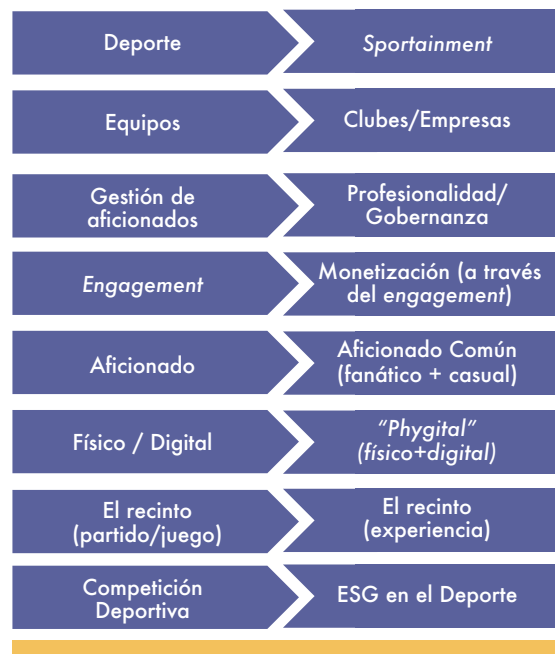 Deporte
Sportainment
Equipos
Clubes/Empresas
Gestión de
aficionados
Profesionalidad/
Gobernanza
Engagement
Monetización (a través
del engagement)
Aficionado
Aficionado Común
(fanático + casual)
Físico / Digital
“Phygital”
(físico+digital)
El recinto
(partido/juego)
El recinto
(experiencia)
Competición
Deportiva
ESG en el Deporte